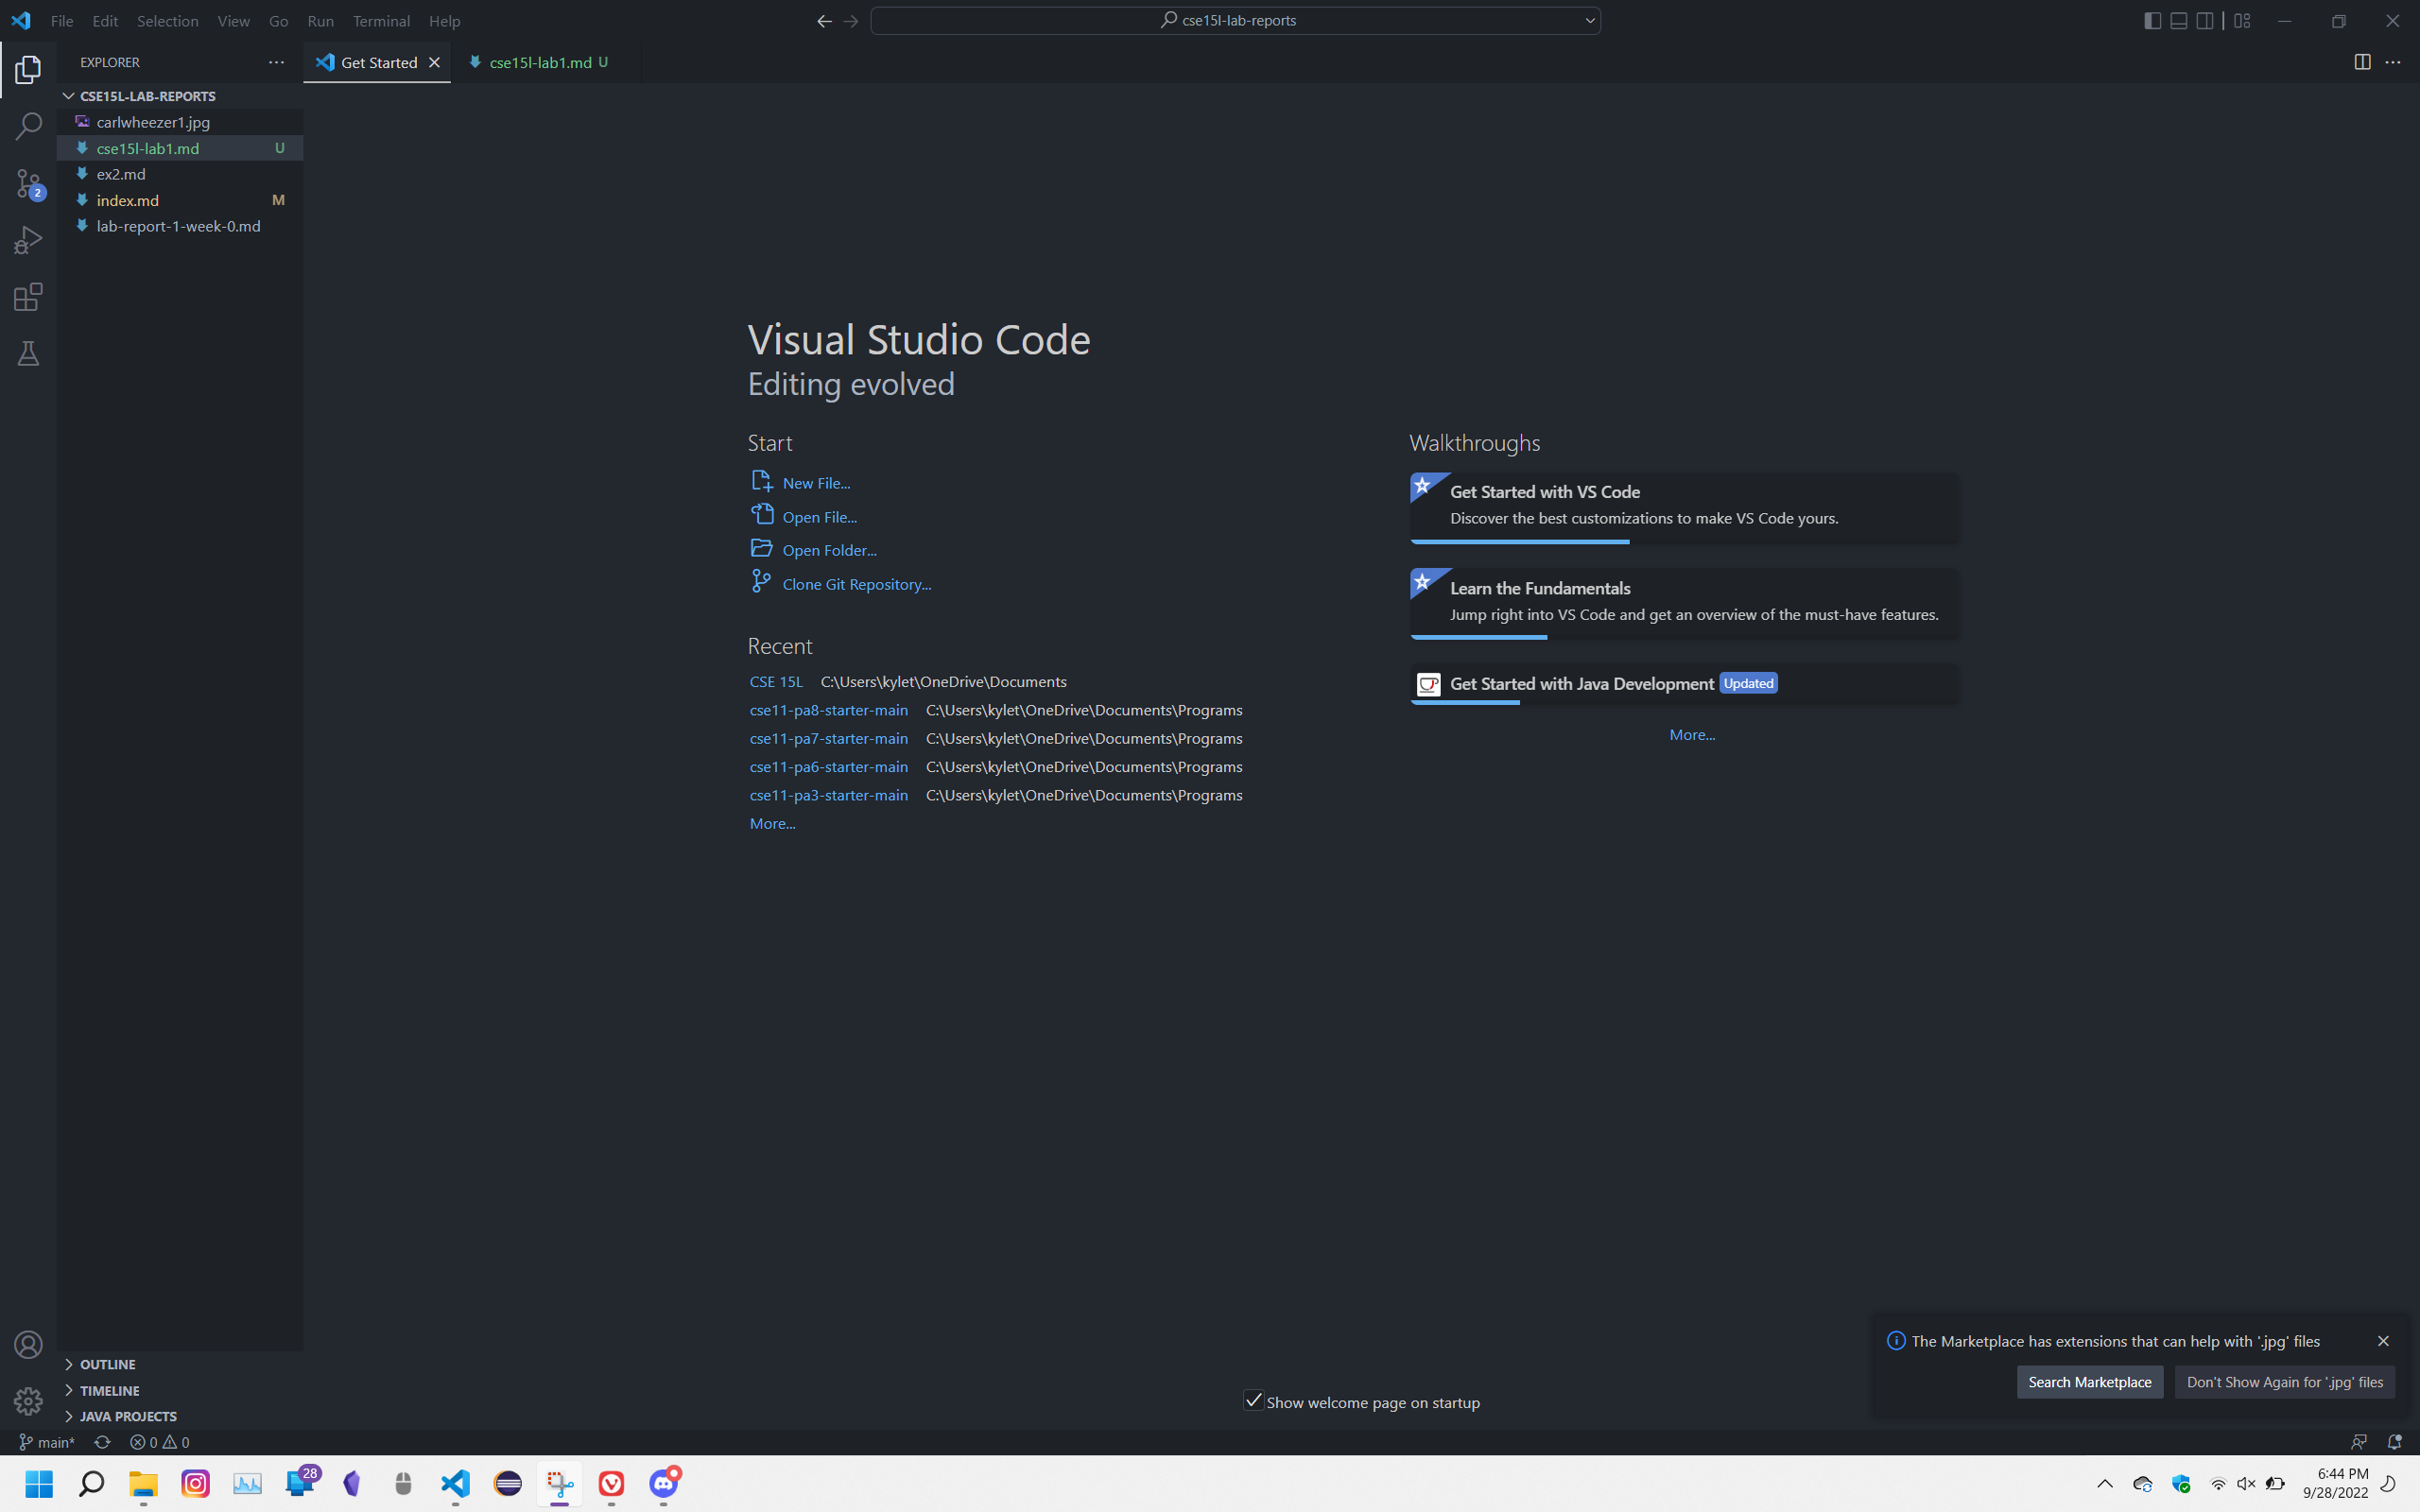 File Edit Selection View Go Run Terminal Help
cse15l-lab-reports
EXPLORER
Get Started
cse15l-lab1.md U
CSE15L-LAB-REPORTS
carlwheezer1.jpg
cse15l-lab1.md U
ex2.md
index.md M
lab-report-1-week-0.md
2
Visual Studio Code
Editing evolved
Start
New File...
Open File...
Open Folder...
Clone Git Repository...
Recent
CSE 15L C:\Users\kylet\OneDrive\Documents
cse11-pa8-starter-main C:\Users\kylet\OneDrive\Documents\Programs
cse11-pa7-starter-main C:\Users\kylet\OneDrive\Documents\Programs
cse11-pa6-starter-main C:\Users\kylet\OneDrive\Documents\Programs
cse11-pa3-starter-main C:\Users\kylet\OneDrive\Documents\Programs
More...
Walkthroughs
Get Started with VS Code
Discover the best customizations to make VS Code yours.
Learn the Fundamentals
Jump right into VS Code and get an overview of the must-have features.
Get Started with Java Development Updated
More...
The Marketplace has extensions that can help with '.jpg' files
Search Marketplace Don't Show Again for '.jpg' files
Show welcome page on startup
OUTLINE
TIMELINE
JAVA PROJECTS
main* 0 0
28
6:44 PM
9/28/2022